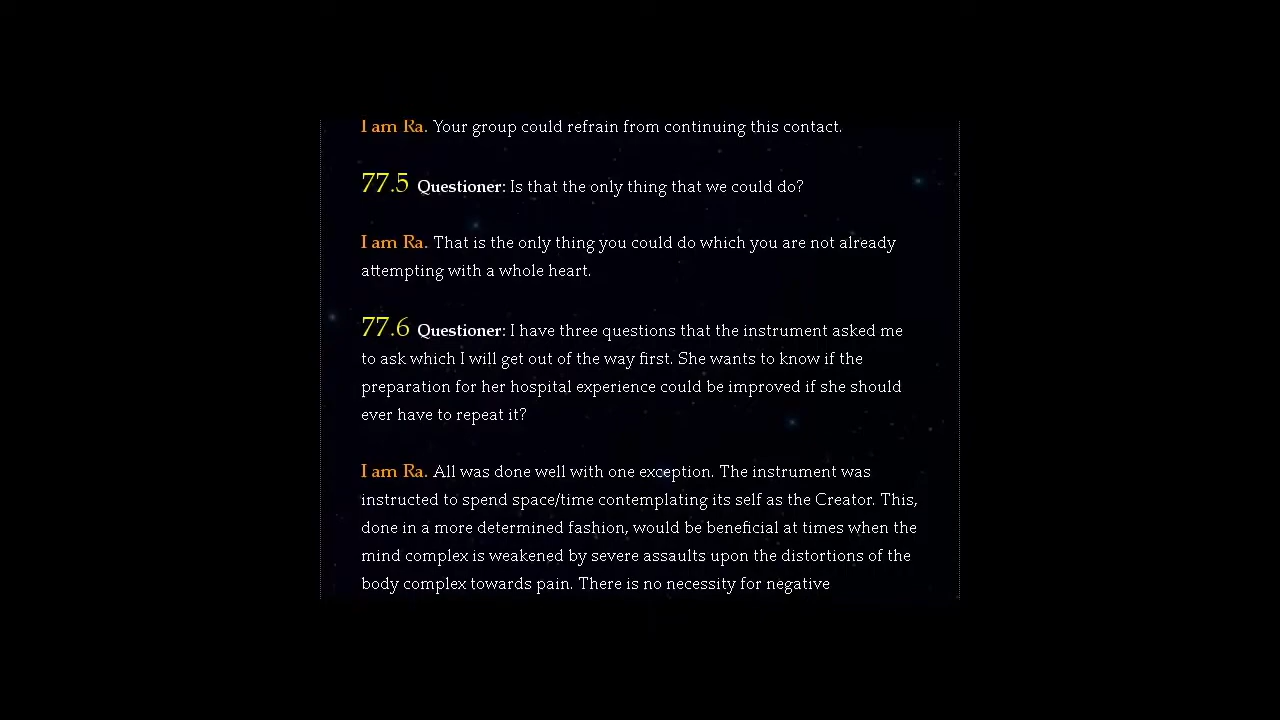 I am Ra. Your group could refrain from continuing this contact.
77.5 Questioner: Is that the only thing that we could do?
I am Ra. That is the only thing you could do which you are not already
attempting with a whole heart.
77.6 Questioner: I have three questions that the instrument asked me
to ask which I will get out of the way first. She wants to know if the
preparation for her hospital experience could be improved if she should
ever have to repeat it?
I am Ra. All was done well with one exception. The instrument was
instructed to spend space/time contemplating its self as the Creator. This,
done in a more determined fashion, would be beneficial at times when the
mind complex is weakened by severe assaults upon the distortions of the
body complex towards pain. There is no necessity for negative